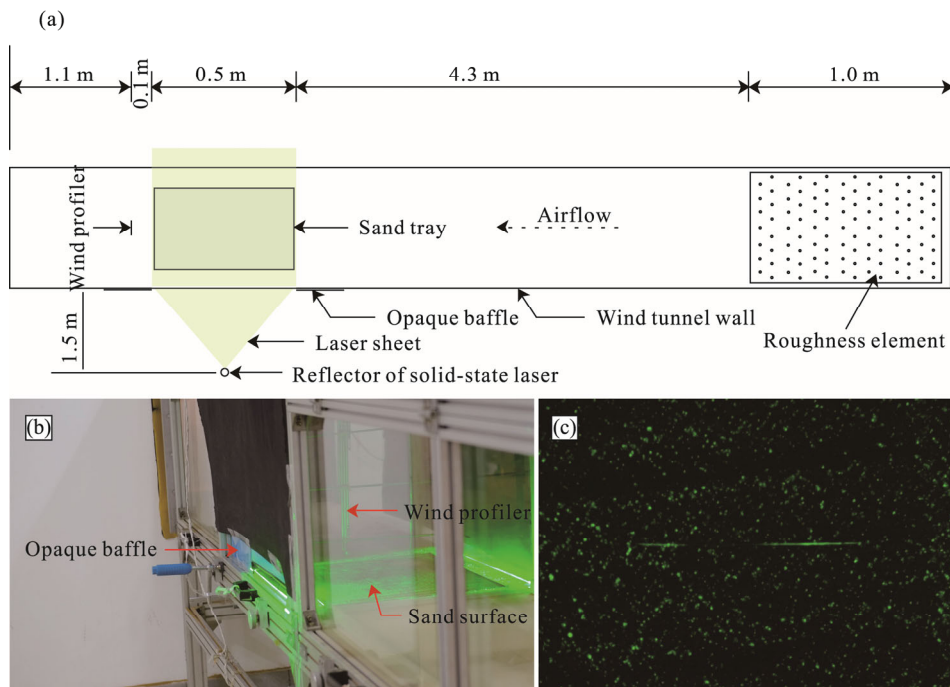 (a)
1.1 m
0.1 m
0.5 m
4.3 m
1.0 m
Wind profiler
Sand tray
Airflow
1.5 m
Opaque baffle
Wind tunnel wall
Laser sheet
Roughness element
Reflector of solid-state laser
(b)
(c)
Wind profiler
Opaque baffle
Sand surface